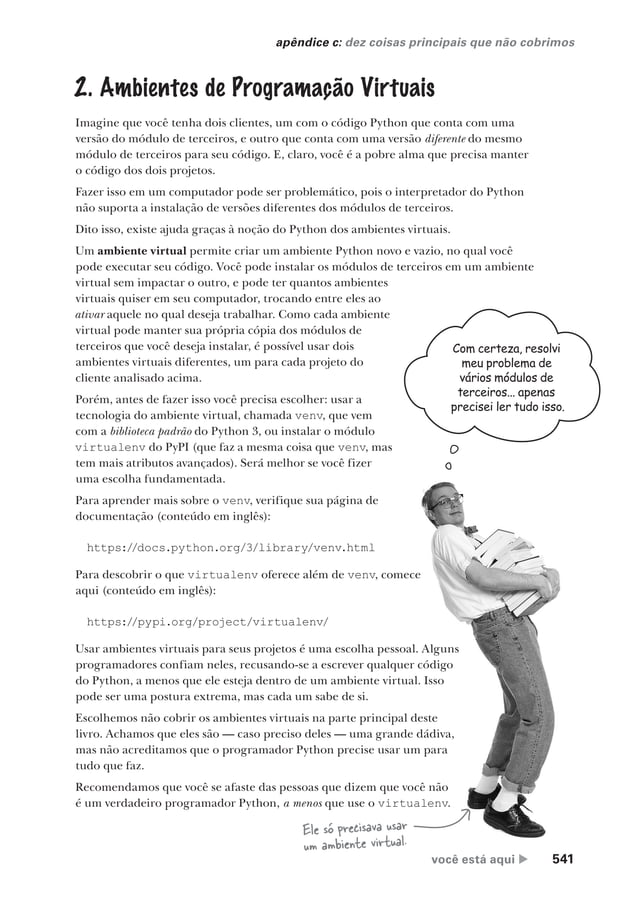 apêndice c: dez coisas principais que não cobrimos
2. Ambientes de Programação Virtuais
Imagine que você tenha dois clientes, um com o código Python que conta com uma
versão do módulo de terceiros, e outro que conta com uma versão diferente do mesmo
módulo de terceiros para seu código. E, claro, você é a pobre alma que precisa manter
o código dos dois projetos.
Fazer isso em um computador pode ser problemático, pois o interpretador do Python
não suporta a instalação de versões diferentes dos módulos de terceiros.
Dito isso, existe ajuda graças à noção do Python dos ambientes virtuais.
Um ambiente virtual permite criar um ambiente Python novo e vazio, no qual você
pode executar seu código. Você pode instalar os módulos de terceiros em um ambiente
virtual sem impactar o outro, e pode ter quantos ambientes
virtuais quiser em seu computador, trocando entre eles ao
ativar aquele no qual deseja trabalhar. Como cada ambiente
virtual pode manter sua própria cópia dos módulos de
terceiros que você deseja instalar, é possível usar dois
ambientes virtuais diferentes, um para cada projeto do
cliente analisado acima.
Porém, antes de fazer isso você precisa escolher: usar a
tecnologia do ambiente virtual, chamada venv, que vem
com a biblioteca padrão do Python 3, ou instalar o módulo
virtualenv do PyPI (que faz a mesma coisa que venv, mas
tem mais atributos avançados). Será melhor se você fizer
uma escolha fundamentada.
Para aprender mais sobre o venv, verifique sua página de
documentação (conteúdo em inglês):
https://docs.python.org/3/library/venv.html
Para descobrir o que virtualenv oferece além de venv, comece
aqui (conteúdo em inglês):
https://pypi.org/project/virtualenv/
Usar ambientes virtuais para seus projetos é uma escolha pessoal. Alguns
programadores confiam neles, recusando-se a escrever qualquer código
do Python, a menos que ele esteja dentro de um ambiente virtual. Isso
pode ser uma postura extrema, mas cada um sabe de si.
Escolhemos não cobrir os ambientes virtuais na parte principal deste
livro. Achamos que eles são — caso preciso deles — uma grande dádiva,
mas não acreditamos que o programador Python precise usar um para
tudo que faz.
Recomendamos que você se afaste das pessoas que dizem que você não
é um verdadeiro programador Python, a menos que use o virtualenv.
Com certeza, resolvi
meu problema de
vários módulos de
terceiros... apenas
precisei ler tudo isso.
Ele só precisava usar
um ambiente virtual.
você está aqui ▶ 541